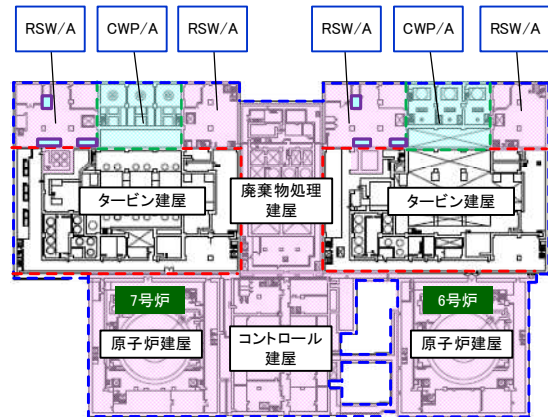 RSW/A
CWP/A
RSW/A
RSW/A
CWP/A
RSW/A
タービン建屋
廃棄物処理
建屋
タービン建屋
7号炉
6号炉
原子炉建屋
コントロール
建屋
原子炉建屋